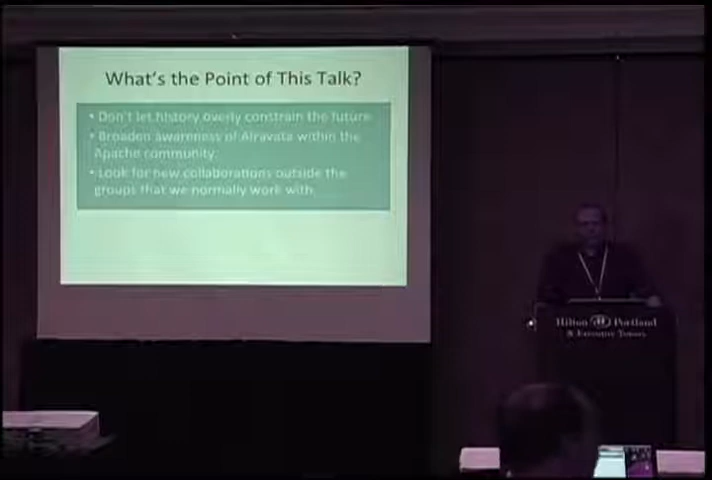 What's the Point of This Talk?
• Don't let history overly constrain the future
• Broaden awareness of Airavata within the
Apache community.
• Look for new collaborations outside the
groups that we normally work with.
Hilton Portland
& Executive Tower